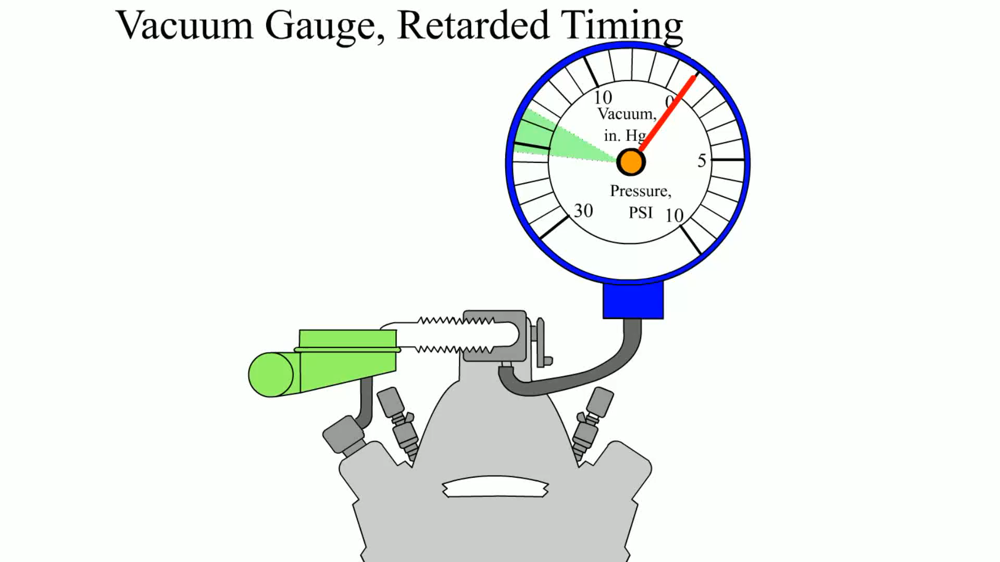 Vacuum Gauge, Retarded Timing
10
0
Vacuum,
in. Hg
5
Pressure,
30
PSI
10